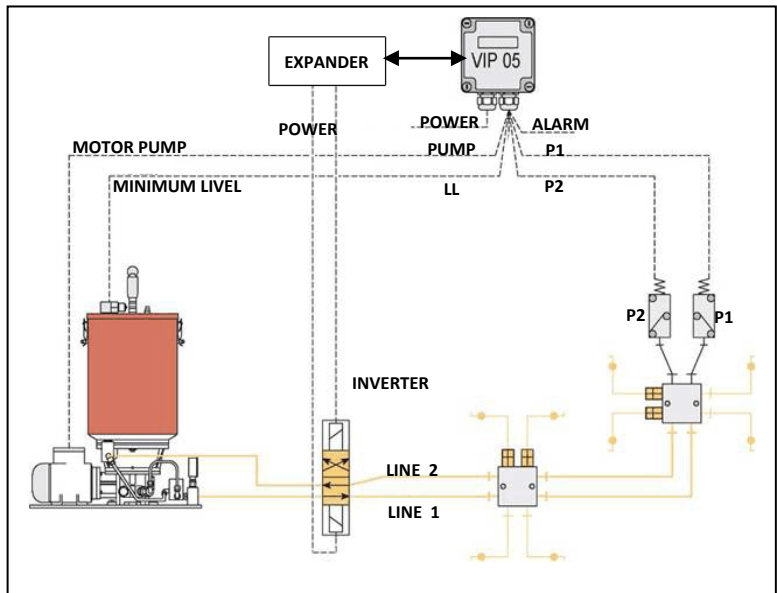 EXPANDER
VIP 05
POWER
POWER
ALARM
MOTOR PUMP
PUMP
P1
MINIMUM LIVEL
LL
P2
P2
P1
INVERTER
LINE 2
LINE 1